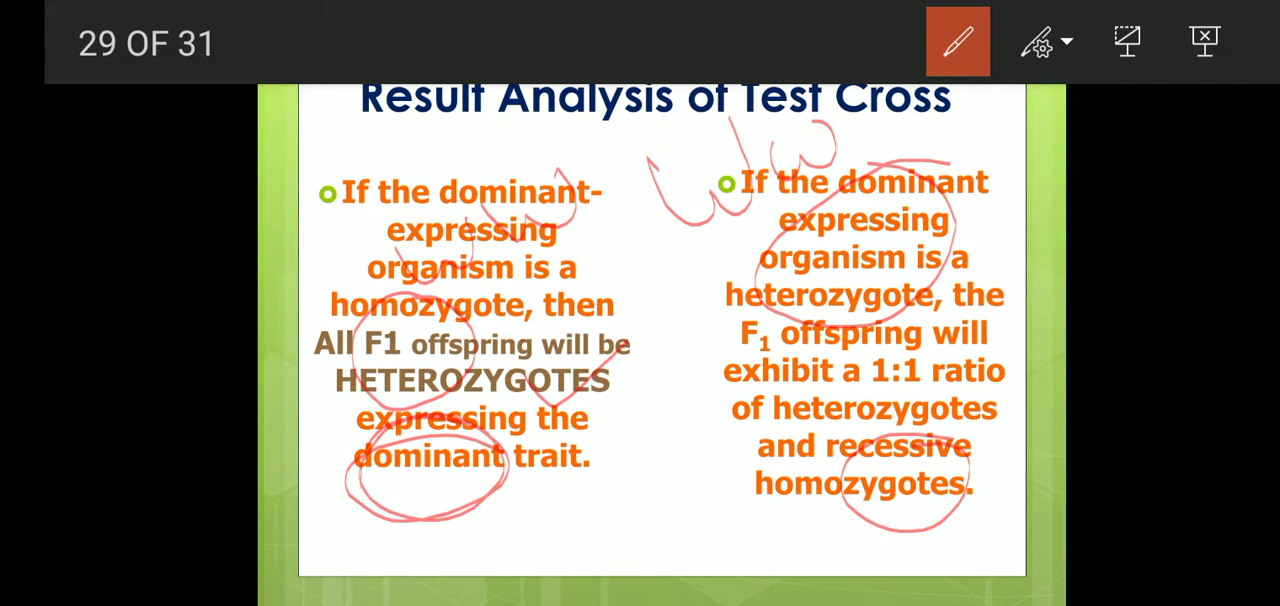 29 OF 31
Result Analysis of Test Cross
If the dominant-
expressing
organism is a
homozygote, then
All F1 offspring will be
HETEROZYGOTES
expressing the
dominant trait.
If the dominant
expressing
organism is a
heterozygote, the
F1 offspring will
exhibit a 1:1 ratio
of heterozygotes
and recessive
homozygotes.
ww
Ww